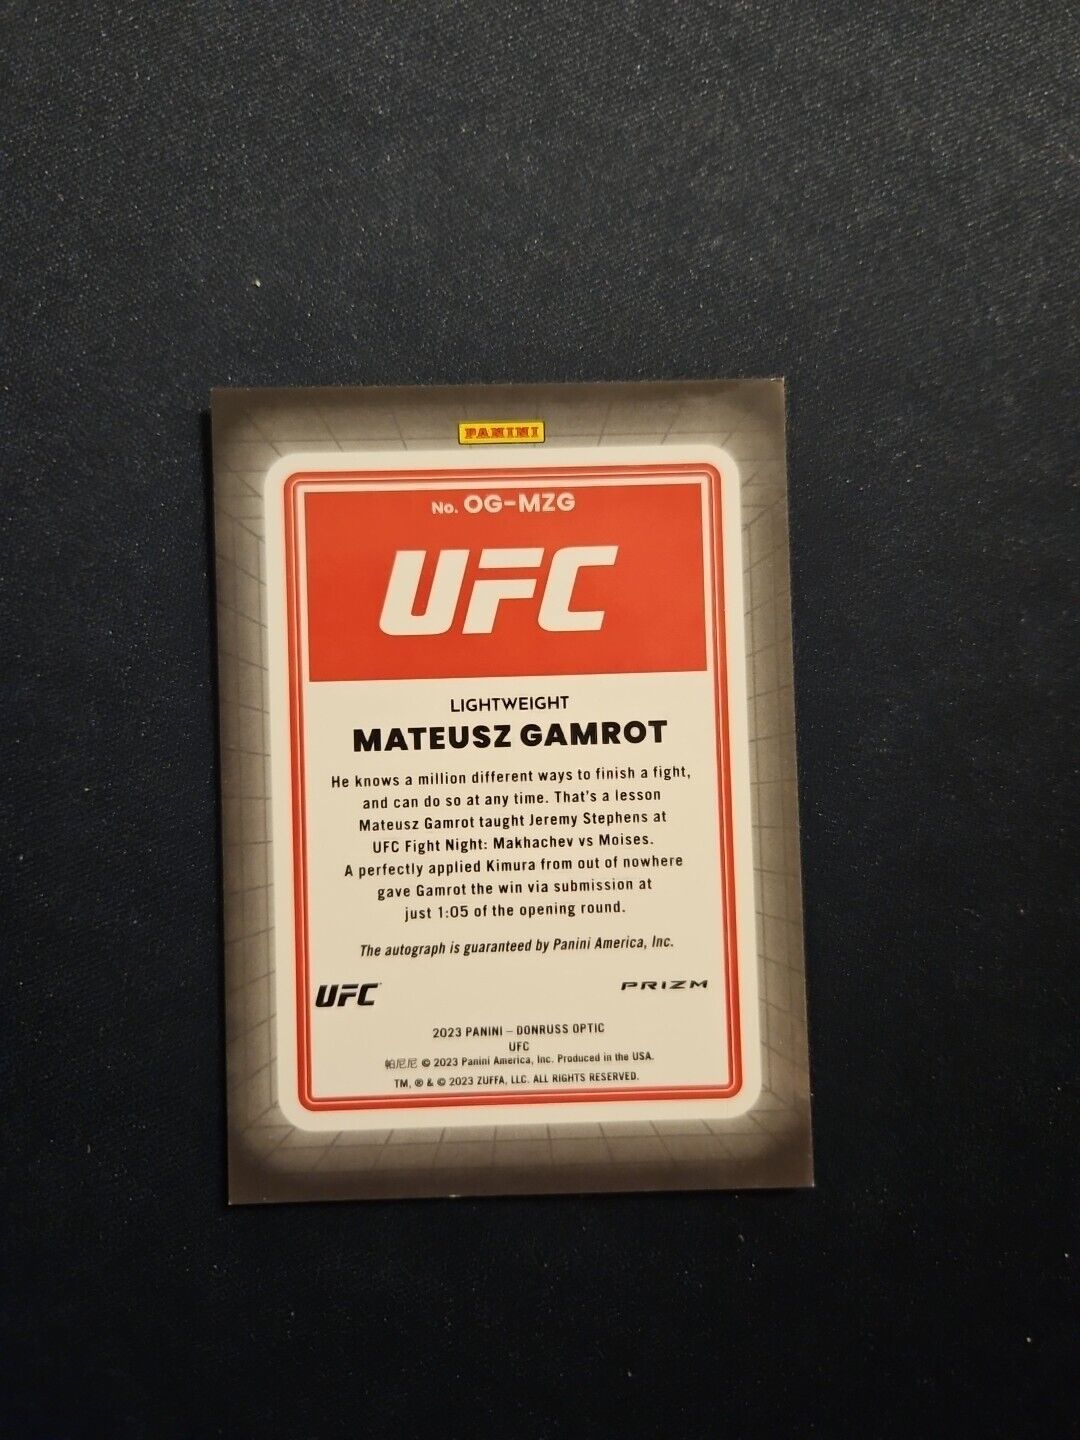 PANINI
No. OG-MZG
UFC
LIGHTWEIGHT
MATEUSZ GAMROT
He knows a million different ways to finish a fight,
and can do so at any time. That's a lesson
Mateusz Gamrot taught Jeremy Stephens at
UFC Fight Night: Makhachev vs Moises.
A perfectly applied Kimura from out of nowhere
gave Gamrot the win via submission at
just 1:05 of the opening round.
The autograph is guaranteed by Panini America, Inc.
UFC
PRIZM
2023 PANINI – DONRUSS OPTIC
UFC
帕尼尼 © 2023 Panini America, Inc. Produced in the USA.
TM, ® & © 2023 ZUFFA, LLC. ALL RIGHTS RESERVED.